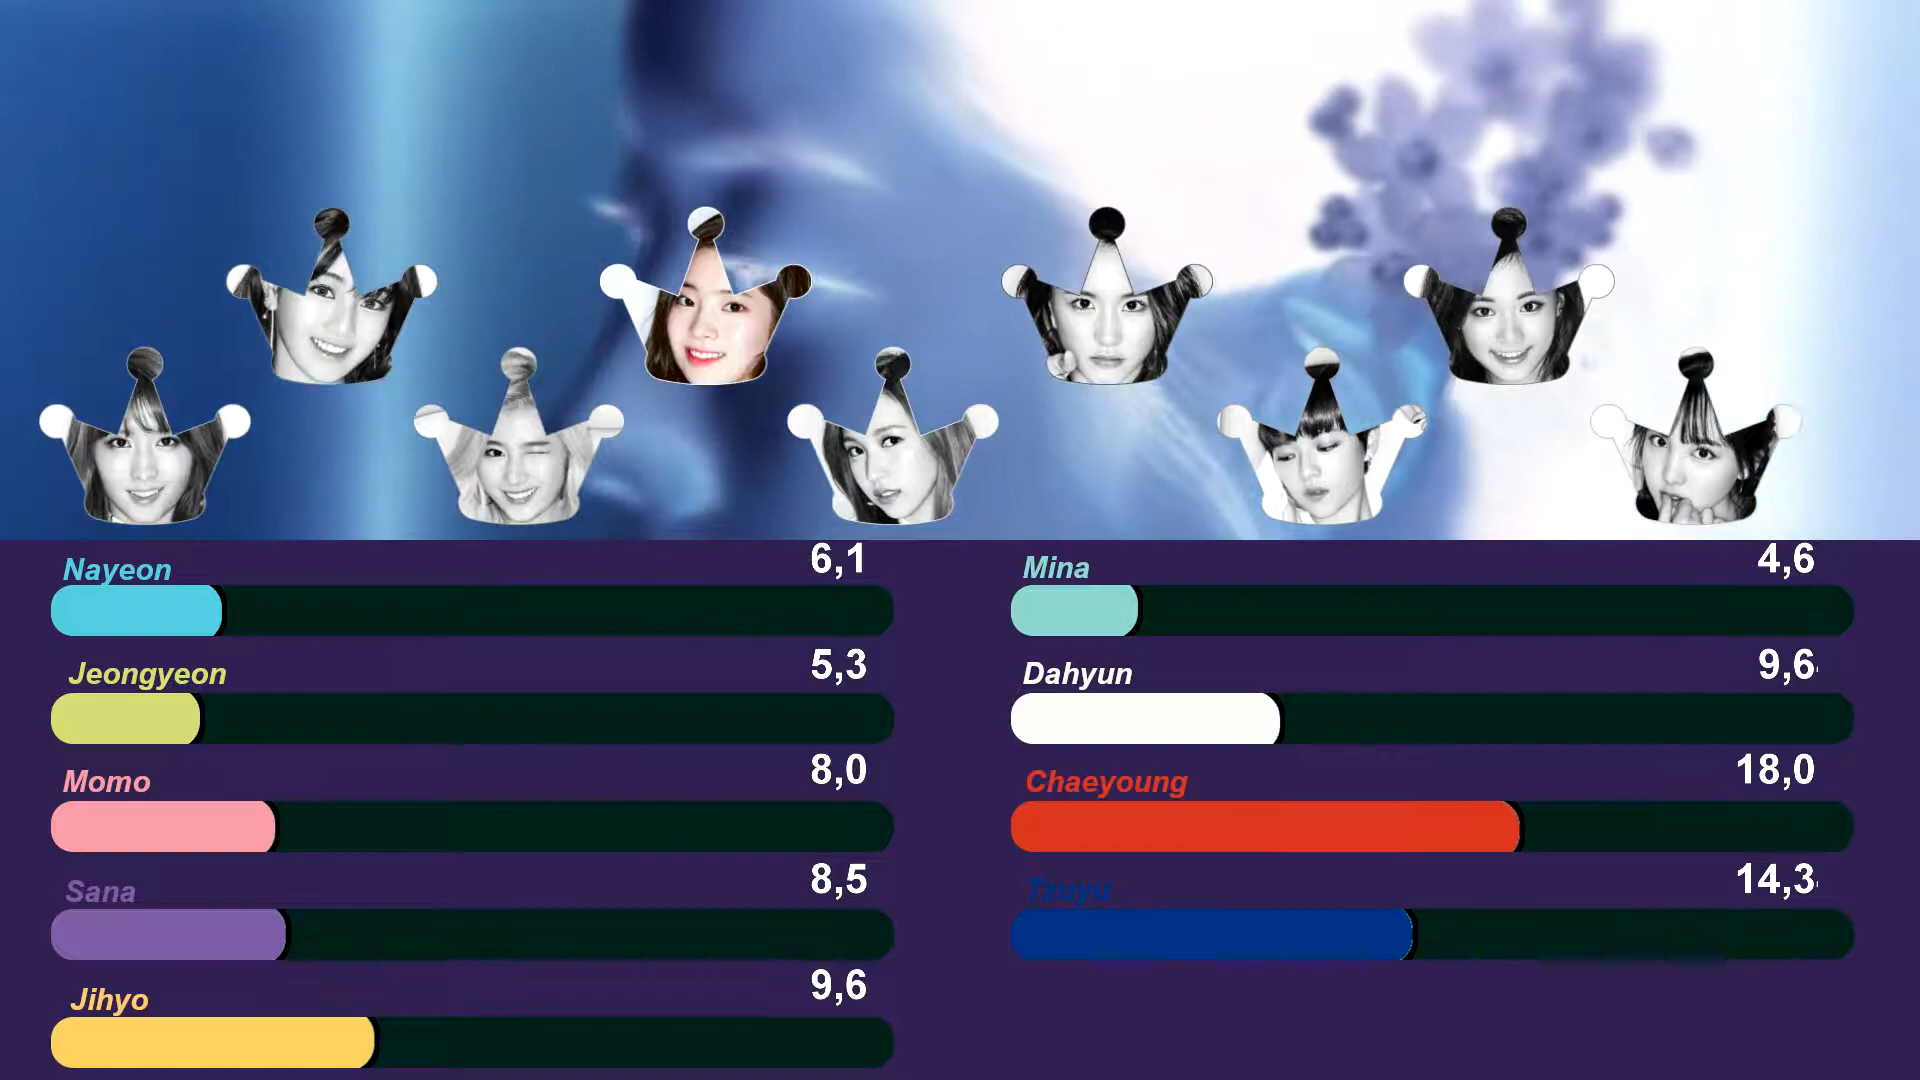 Nayeon 6,1
Jeongyeon 5,3
Momo 8,0
Sana 8,5
Jihyo 9,6
Mina 4,6
Dahyun 9,6
Chaeyoung 18,0
Tzuyu 14,3